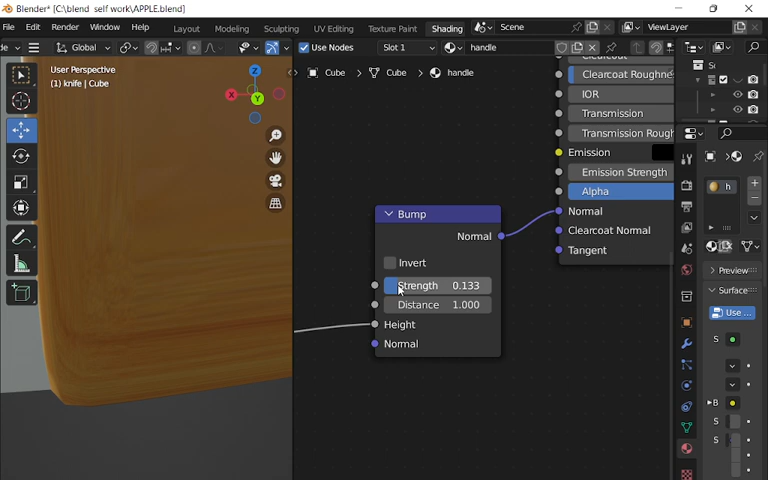 Blender* [C:\blend self work\APPLE.blend]
File Edit Render Window Help Layout Modeling Sculpting UV Editing Texture Paint Shading Scene ViewLayer
Global Use Nodes Slot 1 handle
User Perspective
(1) knife | Cube
Cube > Cube > handle
X Y Z
Clearcoat Roughne
IOR
Transmission
Transmission Rough
Emission
Emission Strength
Alpha
Normal
Clearcoat Normal
Tangent
Bump
Normal
Invert
Strength 0.133
Distance 1.000
Height
Normal
h
Preview
Surface
Use ...
S
B
S
S